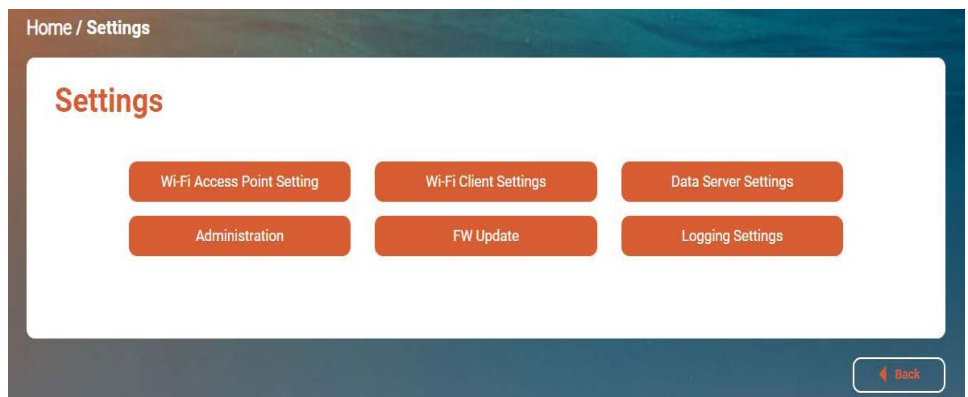 Home / Settings
Settings
Wi-Fi Access Point Setting
Wi-Fi Client Settings
Data Server Settings
Administration
FW Update
Logging Settings
Back